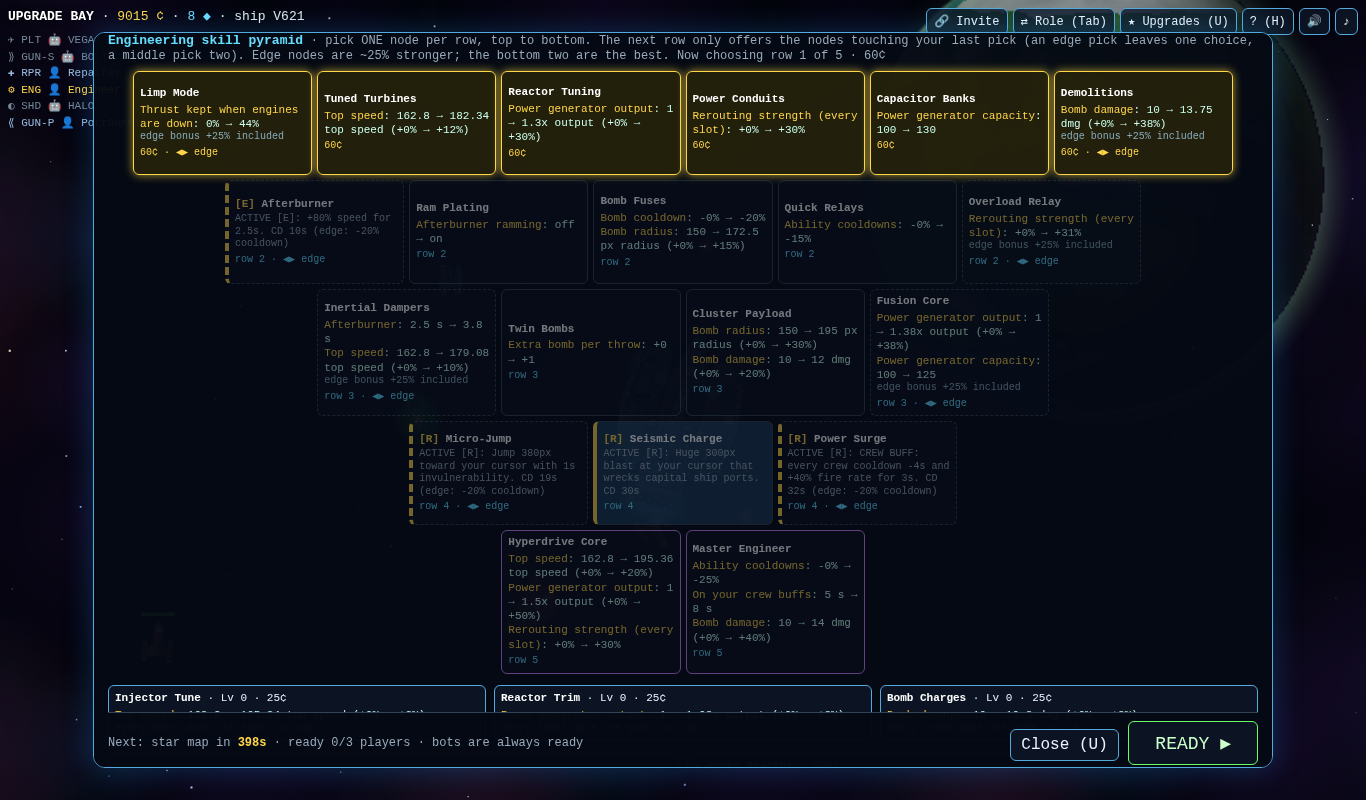 UPGRADE BAY · 9015 ¢ · 8 ◆ · ship V621
🔗 Invite
⇄ Role (Tab)
★ Upgrades (U)
? (H)
🔊
♪
✈ PLT 🤖 VEGA
⟫ GUN-S 🤖 BO
✚ RPR 👤 Repa
⚙ ENG 👤 Engineer
◐ SHD 🤖 HALO
⟪ GUN-P 👤 Po
Engineering skill pyramid · pick ONE node per row, top to bottom. The next row only offers the nodes touching your last pick (an edge pick leaves one choice,
a middle pick two). Edge nodes are ~25% stronger; the bottom two are the best. Now choosing row 1 of 5 · 60¢
Limp Mode
Thrust kept when engines
are down: 0% → 44%
edge bonus +25% included
60¢ · ◀▶ edge
Tuned Turbines
Top speed: 162.8 → 182.34
top speed (+0% → +12%)
60¢
Reactor Tuning
Power generator output: 1
→ 1.3x output (+0% →
+30%)
60¢
Power Conduits
Rerouting strength (every
slot): +0% → +30%
60¢
Capacitor Banks
Power generator capacity:
100 → 130
60¢
Demolitions
Bomb damage: 10 → 13.75
dmg (+0% → +38%)
edge bonus +25% included
60¢ · ◀▶ edge
[E] Afterburner
ACTIVE [E]: +80% speed for
2.5s. CD 10s (edge: -20%
cooldown)
row 2 · ◀▶ edge
Ram Plating
Afterburner ramming: off
→ on
row 2
Bomb Fuses
Bomb cooldown: -0% → -20%
Bomb radius: 150 → 172.5
px radius (+0% → +15%)
row 2
Quick Relays
Ability cooldowns: -0% →
-15%
row 2
Overload Relay
Rerouting strength (every
slot): +0% → +31%
edge bonus +25% included
row 2 · ◀▶ edge
Inertial Dampers
Afterburner: 2.5 s → 3.8
s
Top speed: 162.8 → 179.08
top speed (+0% → +10%)
edge bonus +25% included
row 3 · ◀▶ edge
Twin Bombs
Extra bomb per throw: +0
→ +1
row 3
Cluster Payload
Bomb radius: 150 → 195 px
radius (+0% → +30%)
Bomb damage: 10 → 12 dmg
(+0% → +20%)
row 3
Fusion Core
Power generator output: 1
→ 1.38x output (+0% →
+38%)
Power generator capacity:
100 → 125
edge bonus +25% included
row 3 · ◀▶ edge
[R] Micro-Jump
ACTIVE [R]: Jump 380px
toward your cursor with 1s
invulnerability. CD 19s
(edge: -20% cooldown)
row 4 · ◀▶ edge
[R] Seismic Charge
ACTIVE [R]: Huge 300px
blast at your cursor that
wrecks capital ship ports.
CD 30s
row 4
[R] Power Surge
ACTIVE [R]: CREW BUFF:
every crew cooldown -4s and
+40% fire rate for 3s. CD
32s (edge: -20% cooldown)
row 4 · ◀▶ edge
Hyperdrive Core
Top speed: 162.8 → 195.36
top speed (+0% → +20%)
Power generator output: 1
→ 1.5x output (+0% →
+50%)
Rerouting strength (every
slot): +0% → +30%
row 5
Master Engineer
Ability cooldowns: -0% →
-25%
On your crew buffs: 5 s →
8 s
Bomb damage: 10 → 14 dmg
(+0% → +40%)
row 5
Injector Tune · Lv 0 · 25¢
Reactor Trim · Lv 0 · 25¢
Bomb Charges · Lv 0 · 25¢
Next: star map in 398s · ready 0/3 players · bots are always ready
Close (U)
READY ▶